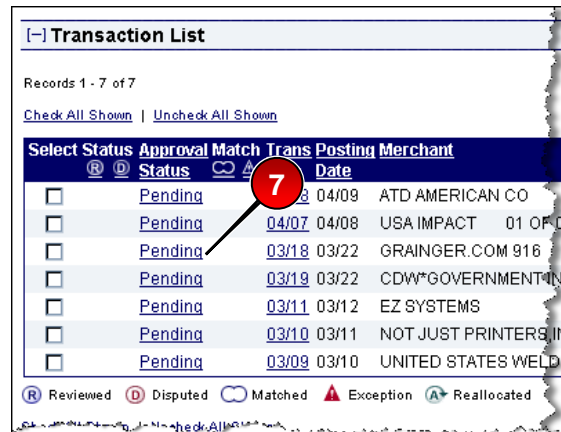 [−] Transaction List
Records 1 - 7 of 7
Check All Shown | Uncheck All Shown
Select Status Approval Match Trans Posting Merchant
R D Status Date
7
Pending 8 04/09 ATD AMERICAN CO
Pending 04/07 04/08 USA IMPACT 01 OF
Pending 03/18 03/22 GRAINGER.COM 916
Pending 03/19 03/22 CDW*GOVERNMENT IN
Pending 03/11 03/12 EZ SYSTEMS
Pending 03/10 03/11 NOT JUST PRINTERS,IN
Pending 03/09 03/10 UNITED STATES WELD
R Reviewed D Disputed Matched Exception A Reallocated